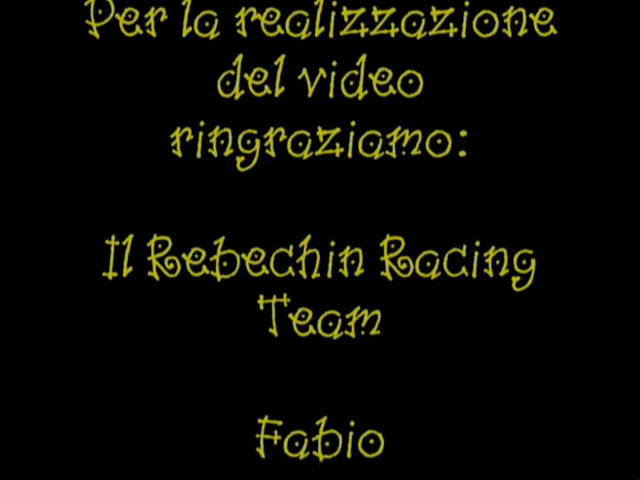 Per la realizzazione
del video
ringraziamo:
Il Rebechin Racing
Team
Fabio